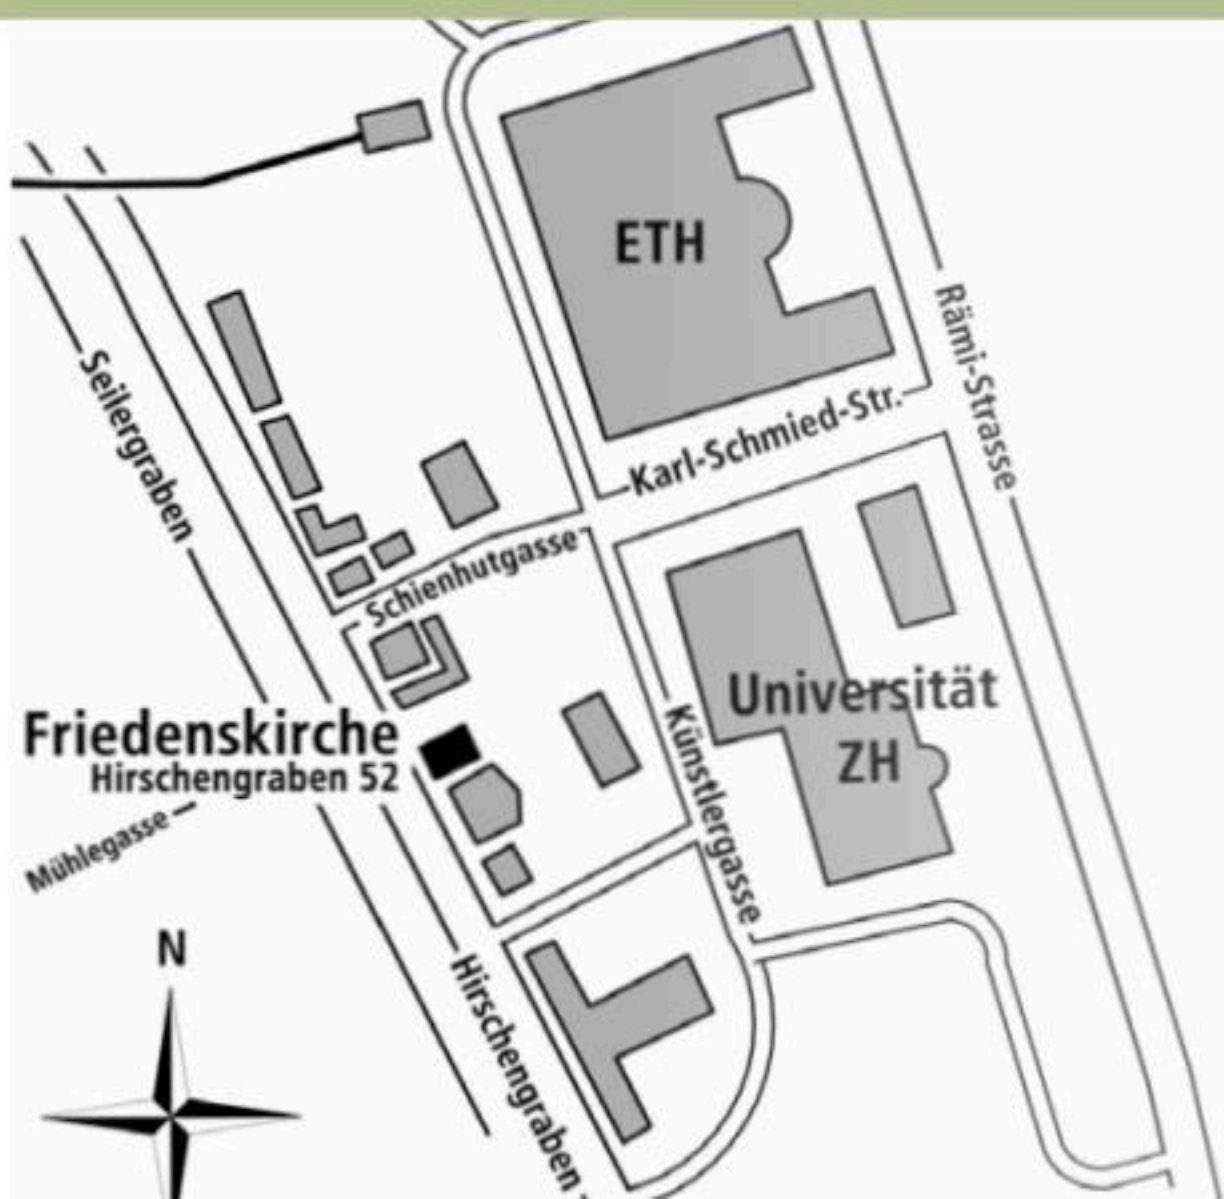 ETH
Rämi-Strasse
Seilergraben
Karl-Schmied-Str.
Schienhutgasse
Universität
ZH
Friedenskirche
Hirschengraben 52
Künstlergasse
Mühlegasse
N
Hirschengraben